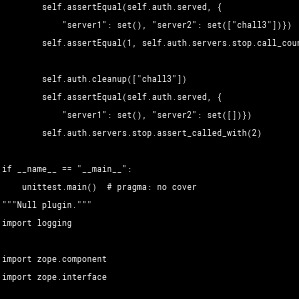 self.assertEqual(self.auth.served, {
"server1": set(), "server2": set(["chall3"])})
self.assertEqual(1, self.auth.servers.stop.call_coun
self.auth.cleanup(["chall3"])
self.assertEqual(self.auth.served, {
"server1": set(), "server2": set([])})
self.auth.servers.stop.assert_called_with(2)
if __name__ == "__main__":
unittest.main()  # pragma: no cover
"""Null plugin."""
import logging
import zope.component
import zope.interface